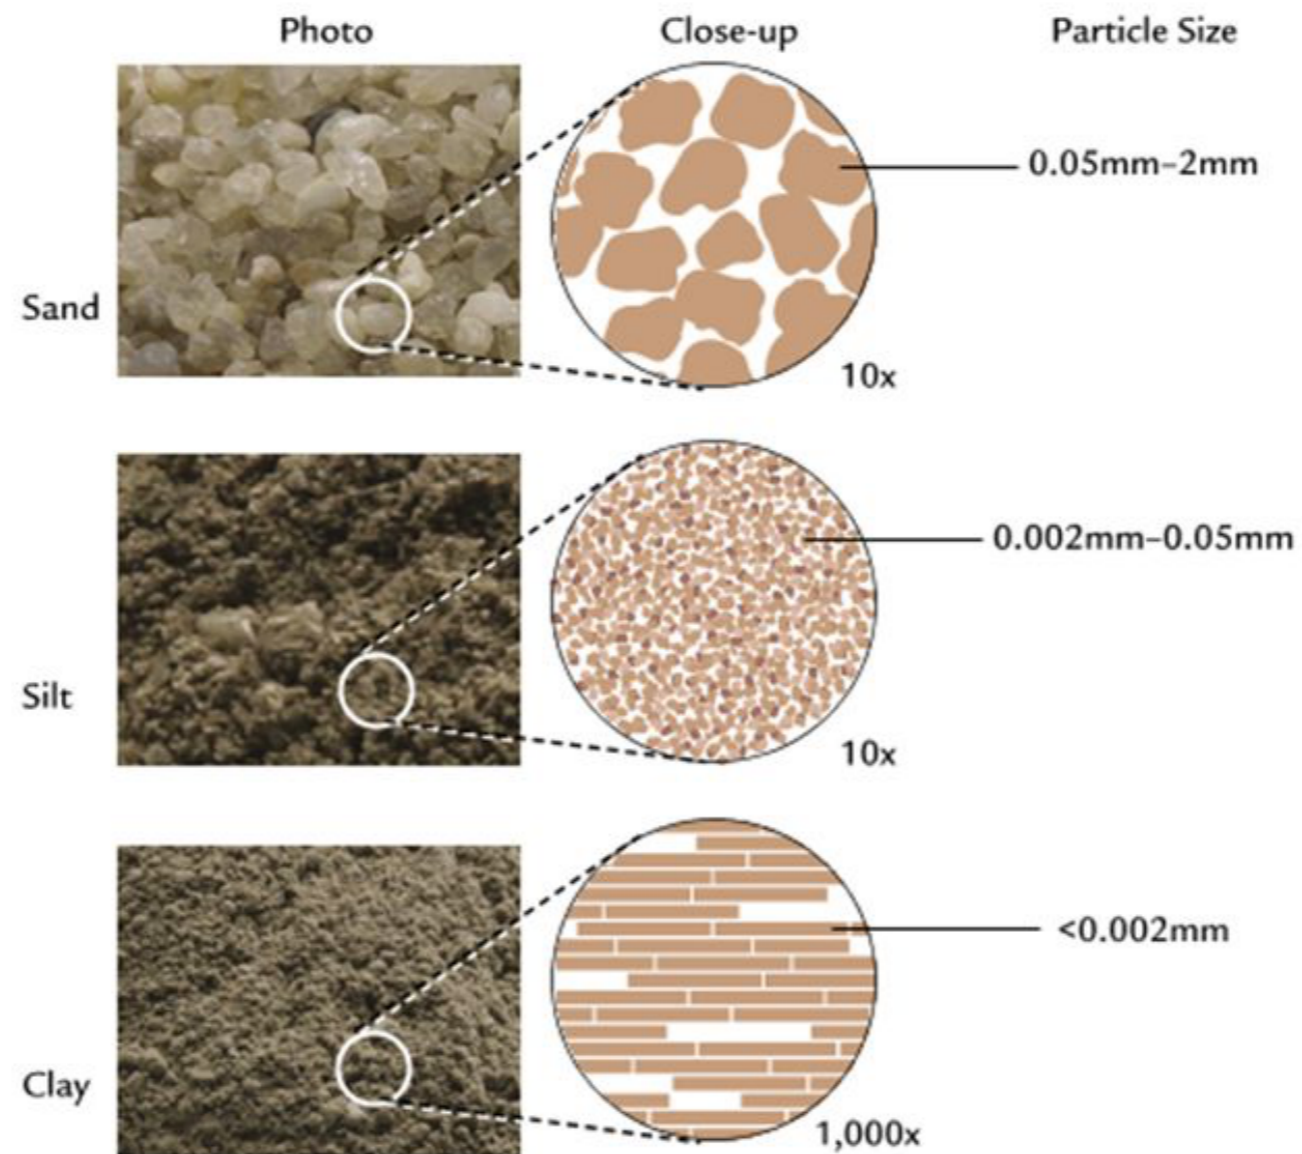 Photo Close-up Particle Size
0.05mm–2mm
Sand
10x
0.002mm–0.05mm
Silt
10x
<0.002mm
Clay
1,000x